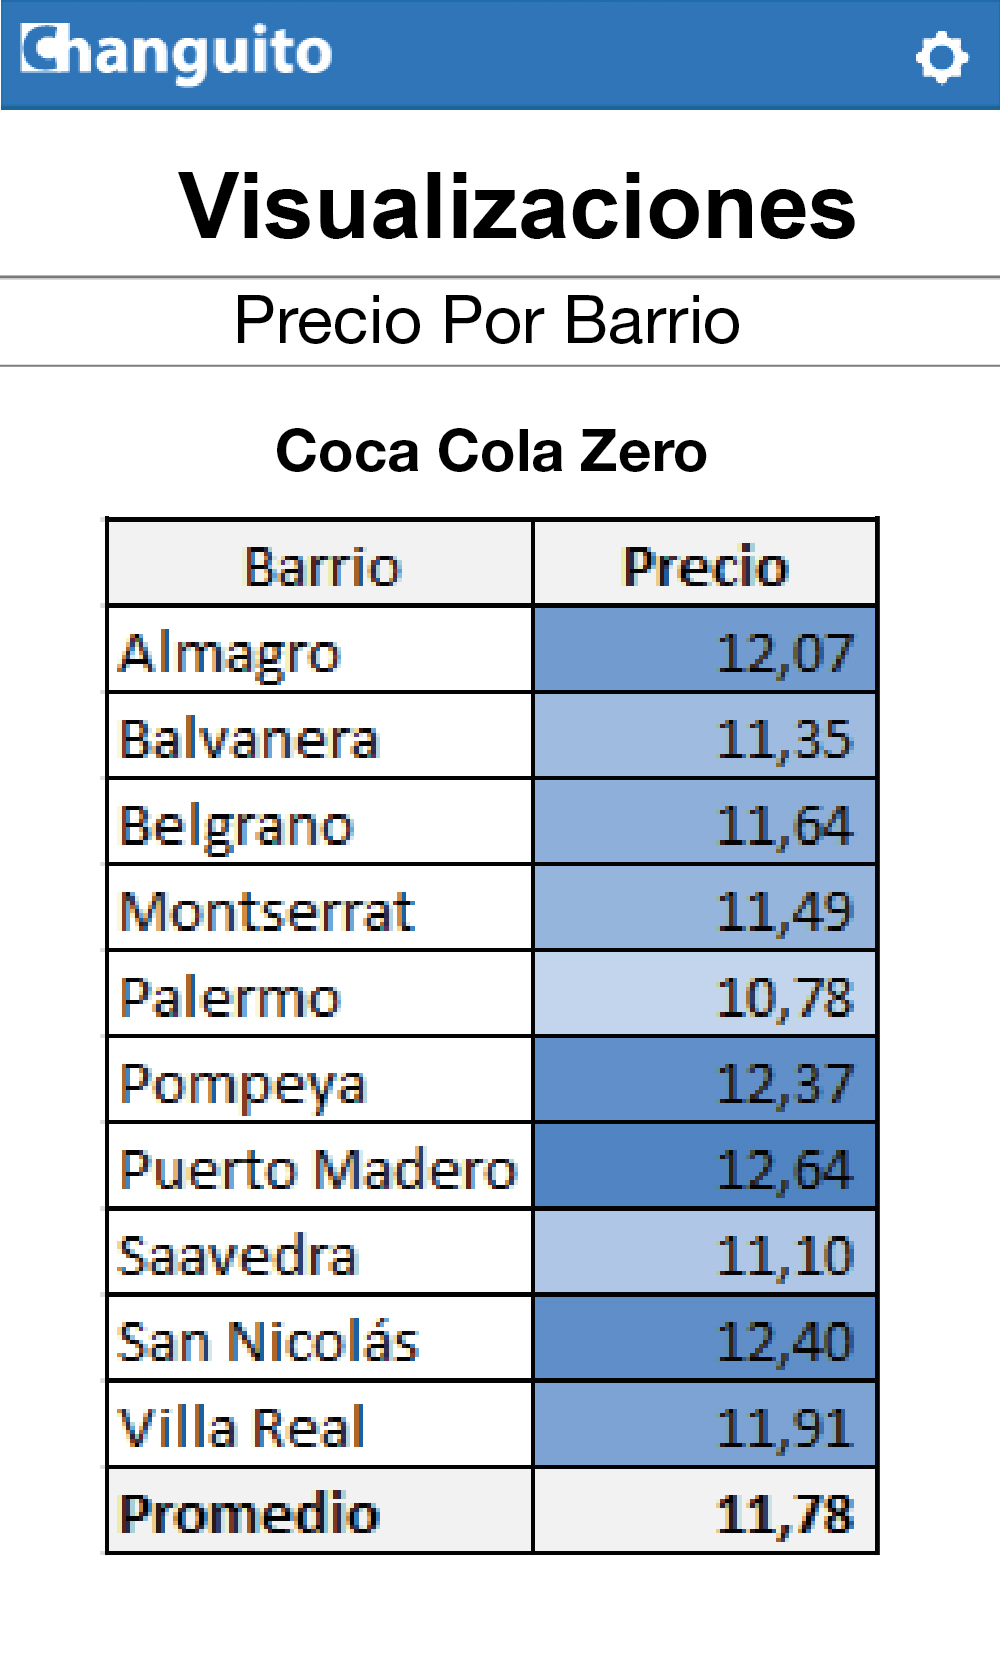 Changuito
Visualizaciones
Precio Por Barrio
Coca Cola Zero
Barrio Precio
Almagro 12,07
Balvanera 11,35
Belgrano 11,64
Montserrat 11,49
Palermo 10,78
Pompeya 12,37
Puerto Madero 12,64
Saavedra 11,10
San Nicolás 12,40
Villa Real 11,91
Promedio 11,78